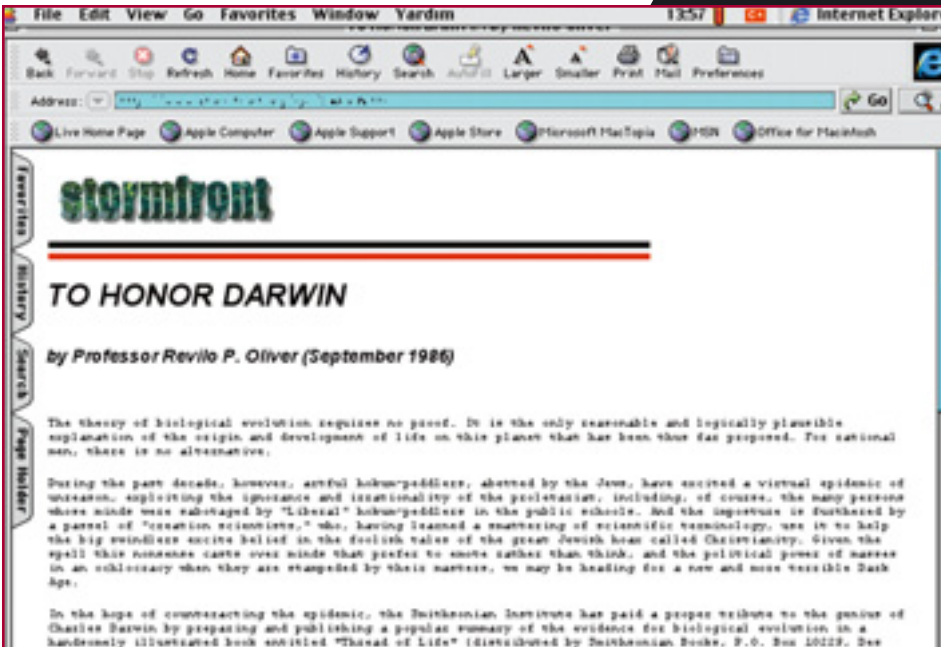 File Edit View Go Favorites Window Yardım 13:57 Internet Explor
Back Forward Stop Refresh Home Favorites History Search AutoFill Larger Smaller Print Mail Preferences
Address: Go
Live Home Page Apple Computer Apple Support Apple Store Microsoft MacTopia MSN Office for Macintosh
Favorites
History
Search
Page Holder
stormfront
TO HONOR DARWIN
by Professor Revilo P. Oliver (September 1986)
The theory of biological evolution requires no proof. It is the only reasonable and logically plausible
explanation of the origin and development of life on this planet that has been thus far proposed. For rational
men, there is no alternative.
During the past decade, however, artful hokum-peddlers, abetted by the Jews, have excited a virtual epidemic of
unreason, exploiting the ignorance and irrationality of the proletariat, including, of course, the many persons
whose minds were sabotaged by "Liberal" hokum-peddlers in the public schools. And the imposture is furthered by
a passel of "creation scientists," who, having learned a smattering of scientific terminology, use it to help
the big swindlers excite belief in the foolish tales of the great Jewish hoax called Christianity. Given the
spell this nonsense casts over minds that prefer to emote rather than think, and the political power of masses
in an ochlocracy when they are stampeded by their masters, we may be heading for a new and more terrible Dark
Age.
In the hope of counteracting the epidemic, the Smithsonian Institute has paid a proper tribute to the genius of
Charles Darwin by preparing and publishing a popular summary of the evidence for biological evolution in a
handsomely illustrated book entitled "Thread of Life" (distributed by Smithsonian Books, P.O. Box 10229, Des